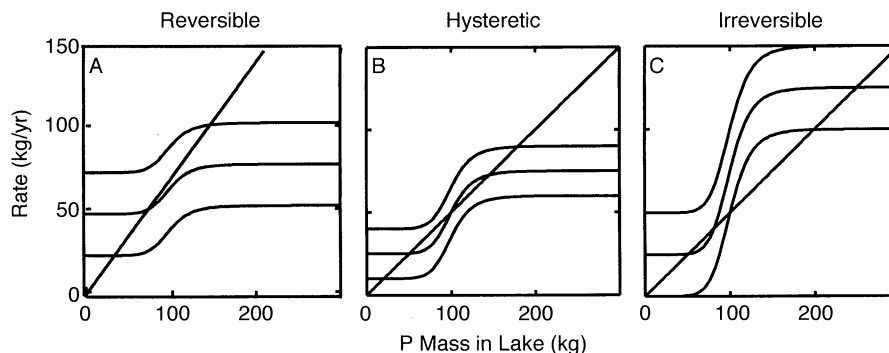 Reversible Hysteretic Irreversible
150
A B C
100
50
0
Rate (kg/yr)
0 100 200 0 100 200 0 100 200
P Mass in Lake (kg)